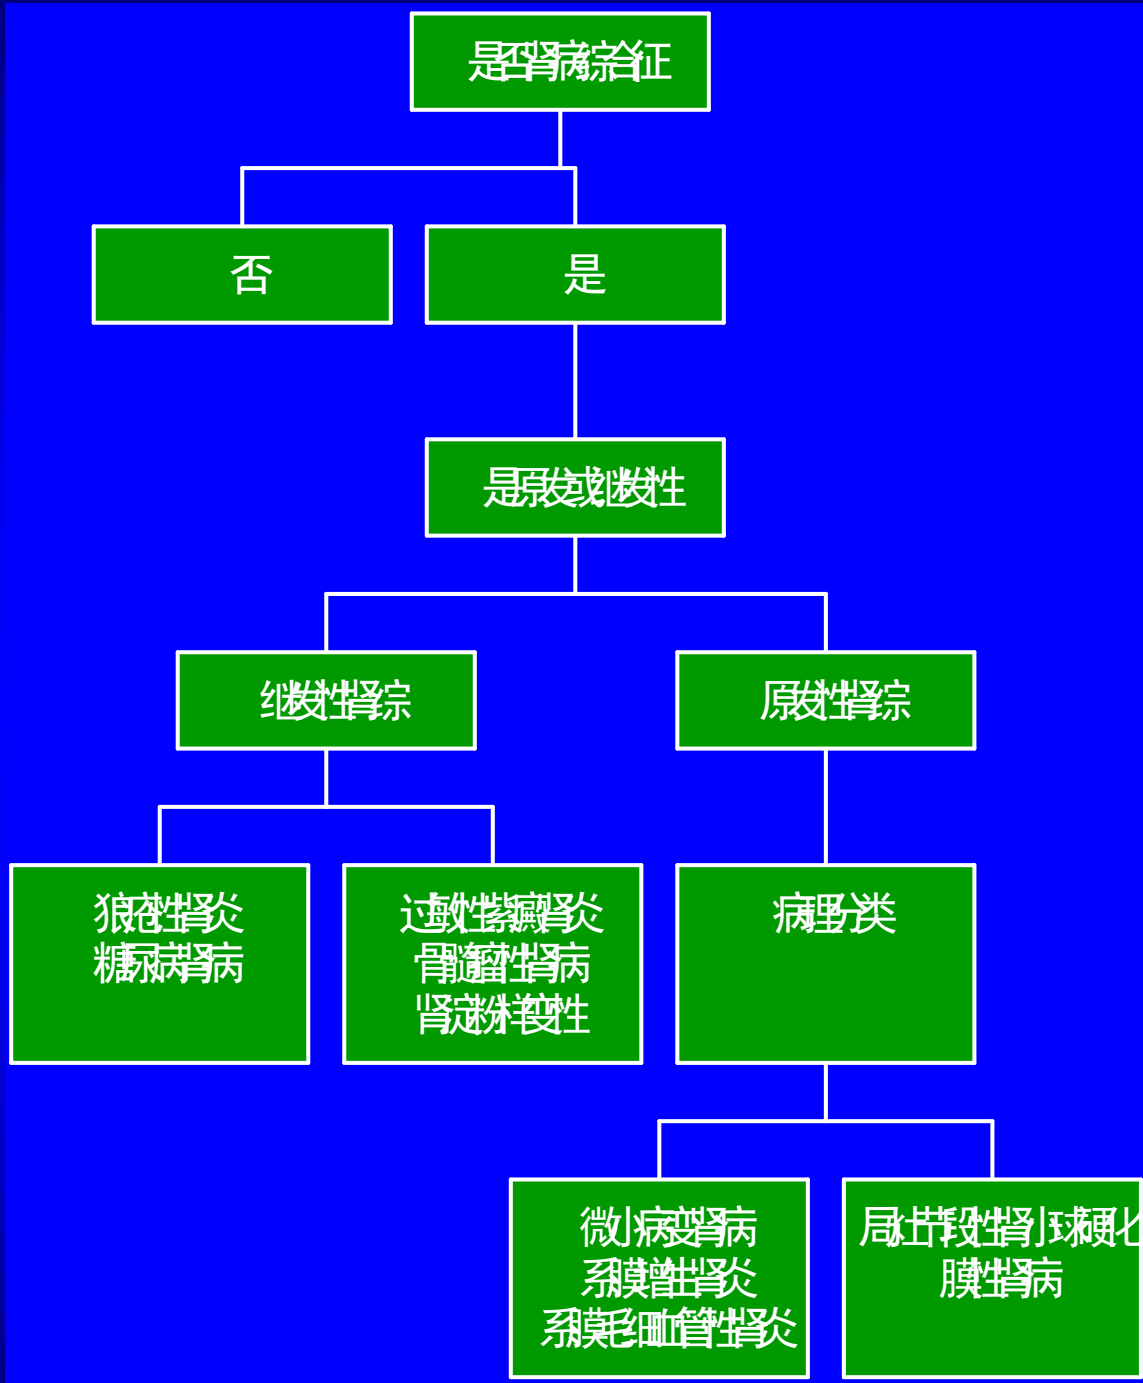 是否肾病综合征
否
是
是原发或继发性
继发性肾综
原发性肾综
狼疮性肾炎
糖尿病肾病
过敏性紫癜肾炎
骨髓瘤性肾病
肾淀粉样变性
病理分类
微小病变肾病
系膜增生肾炎
系膜毛细血管性肾炎
局灶节段性肾小球硬化
膜性肾病